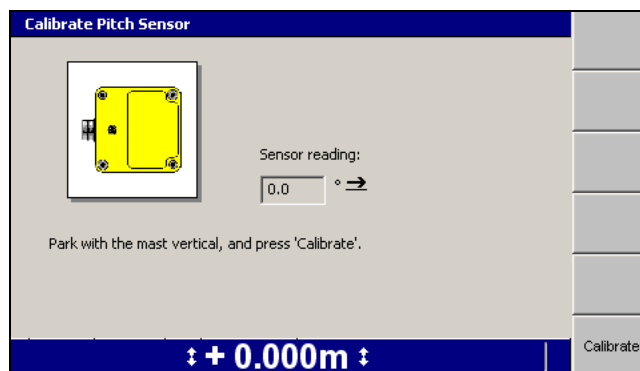 Calibrate Pitch Sensor
Sensor reading:
0.0 °
Park with the mast vertical, and press 'Calibrate'.
+ 0.000m
Calibrate